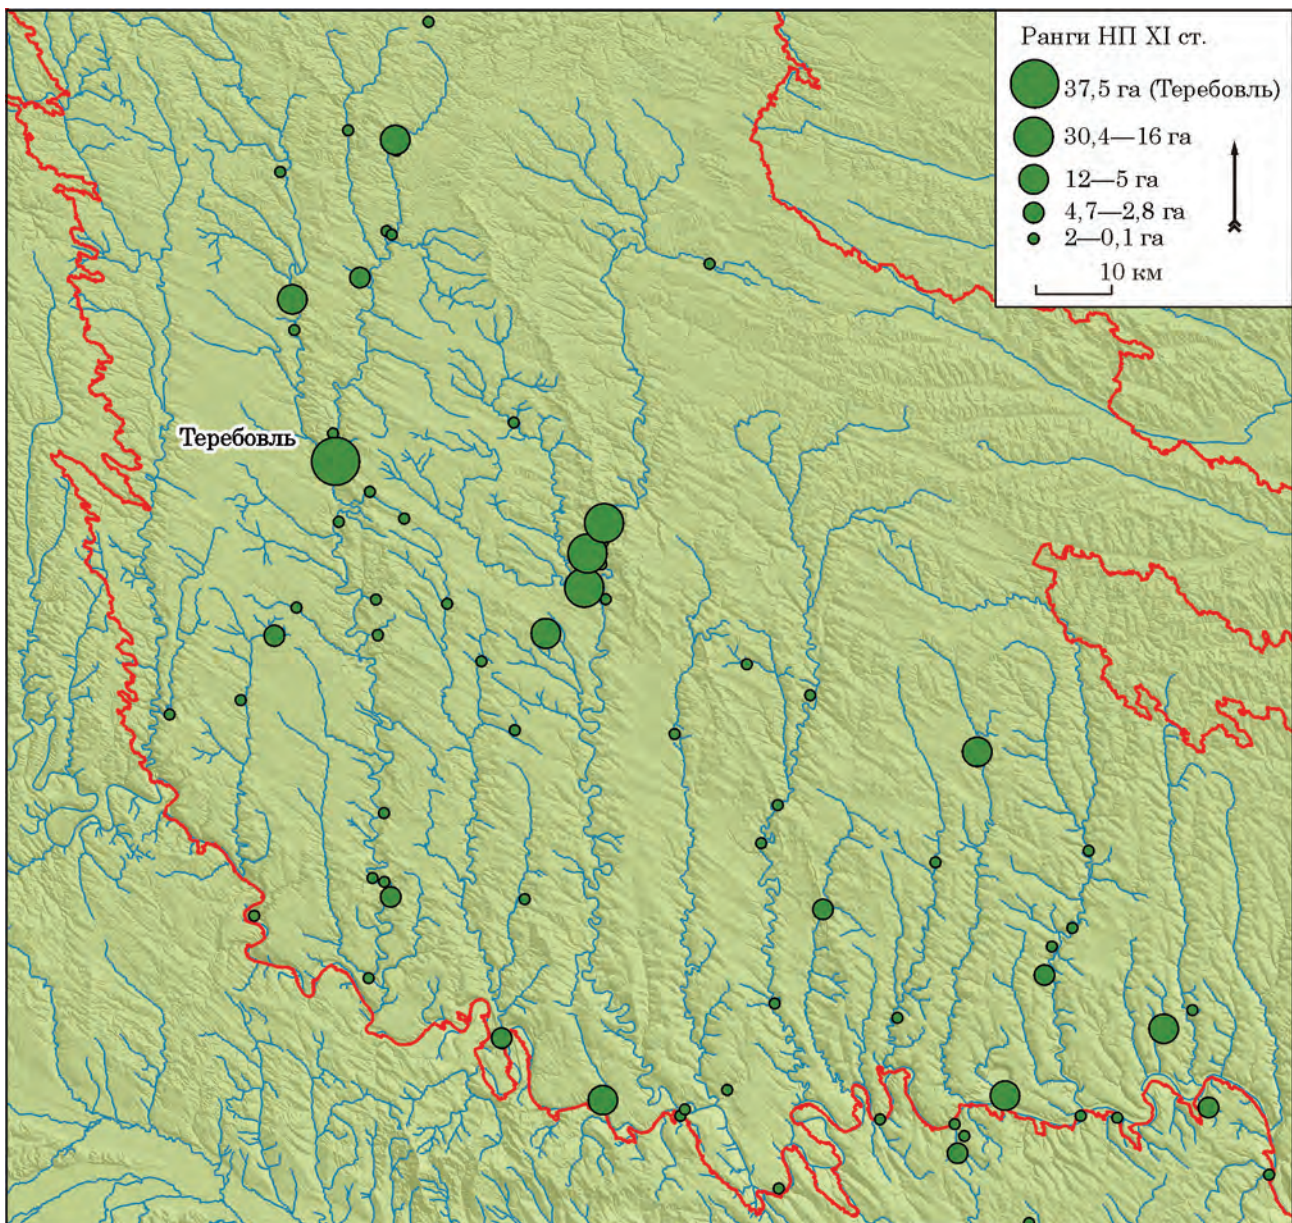 Ранги НП XI ст.
37,5 га (Теребовль)
30,4—16 га
12—5 га
4,7—2,8 га
2—0,1 га
10 км
Теребовль